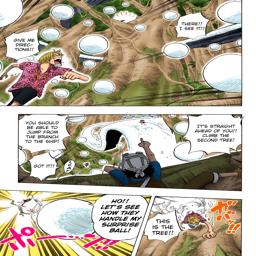 THERE!!
I SEE IT!!!
GIVE ME
DIREC-
TIONS!!
IT'S STRAIGHT
AHEAD OF YOU!!
CLIMB THE
SECOND TREE!
YOU SHOULD
BE ABLE TO
JUMP FROM
THE BRANCH
TO THE SHIP!
GOT IT!!
THIS IS
THE
TREE!!
HO!!
LET'S SEE
HOW THEY
HANDLE MY
SURPRISE
BALL!